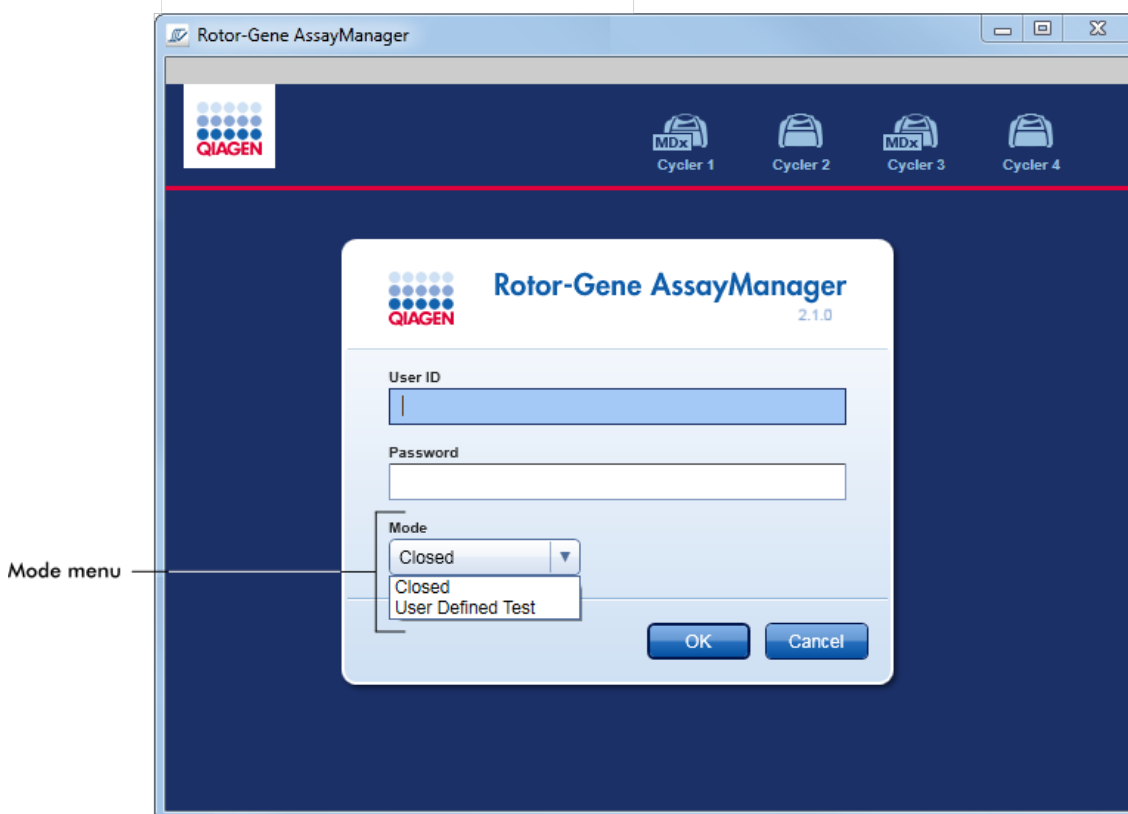 Rotor-Gene AssayManager
QIAGEN
MDx
MDx
Cycler 1
Cycler 2
Cycler 3
Cycler 4
QIAGEN
Rotor-Gene AssayManager
2.1.0
User ID
Password
Mode
Closed
Mode menu
Closed
User Defined Test
OK
Cancel